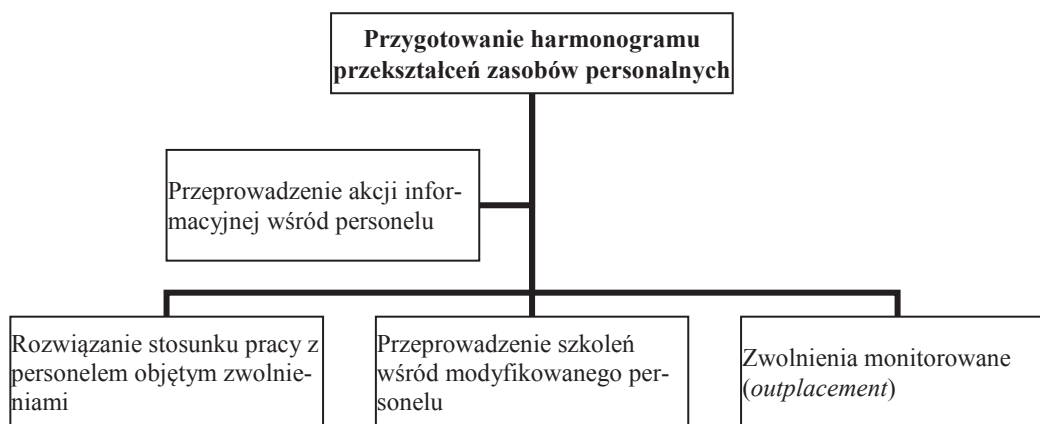 Przygotowanie harmonogramu
przekształceń zasobów personalnych
Przeprowadzenie akcji infor-
macyjnej wśród personelu
Rozwiązanie stosunku pracy z
personelem objętym zwolnie-
niami
Przeprowadzenie szkoleń
wśród modyfikowanego per-
sonelu
Zwolnienia monitorowane
(outplacement)